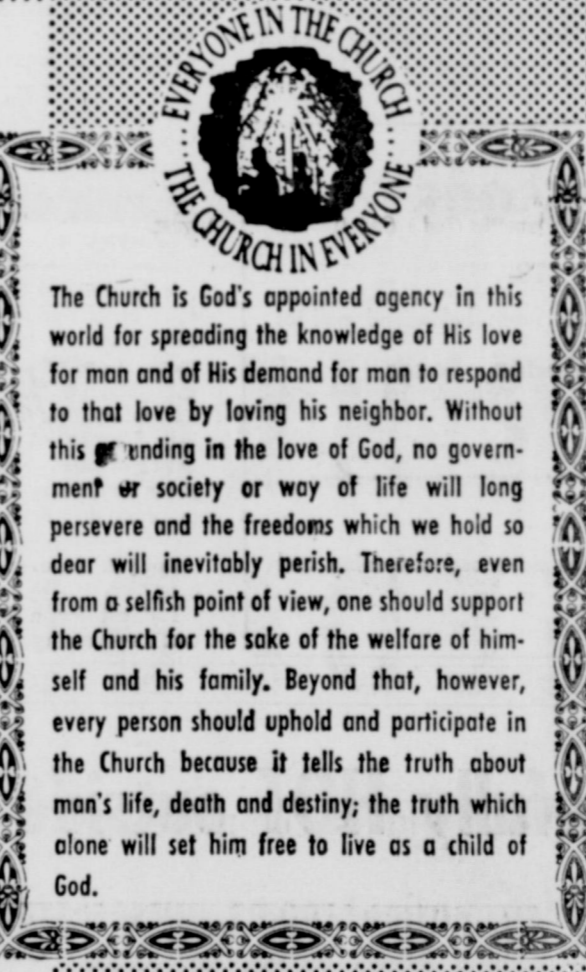 EVERYONE IN THE CHURCH...
THE CHURCH IN EVERYONE...
The Church is God's appointed agency in this
world for spreading the knowledge of His love
for man and of His demand for man to respond
to that love by loving his neighbor. Without
this unding in the love of God, no govern-
ment or society or way of life will long
persevere and the freedoms which we hold so
dear will inevitably perish. Therefore, even
from a selfish point of view, one should support
the Church for the sake of the welfare of him-
self and his family. Beyond that, however,
every person should uphold and participate in
the Church because it tells the truth about
man's life, death and destiny; the truth which
alone will set him free to live as a child of
God.